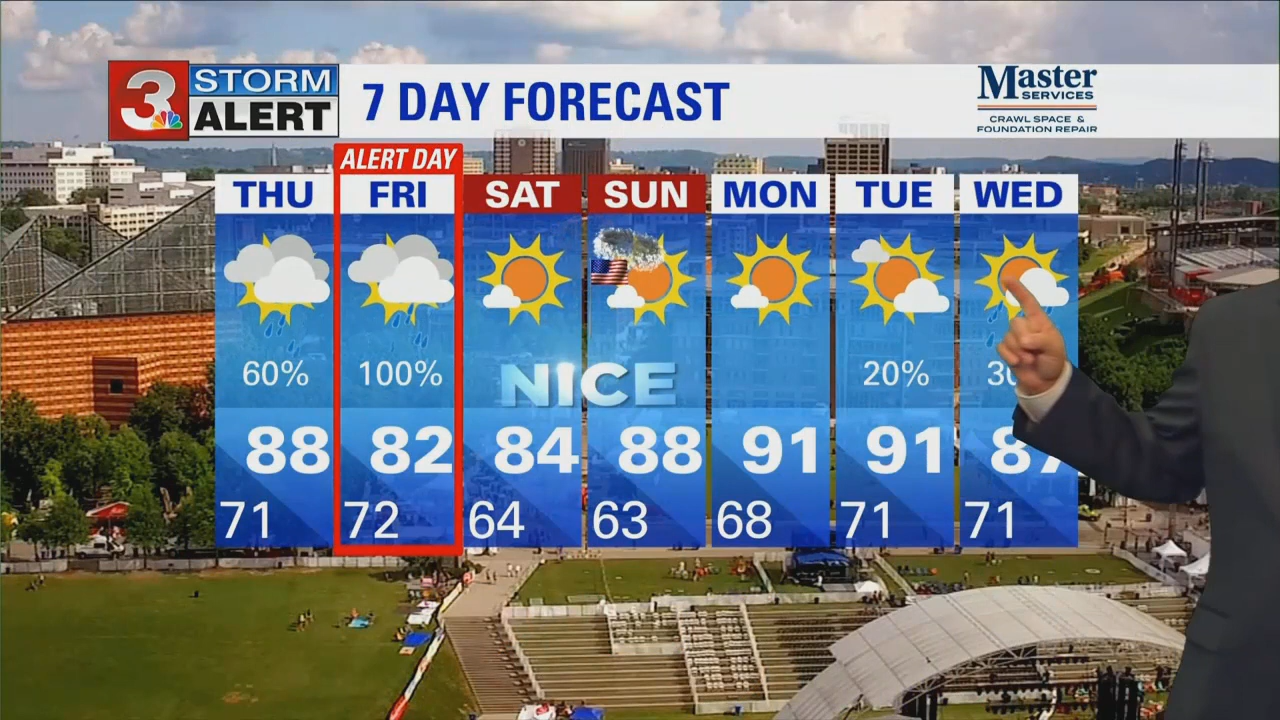 3 STORM ALERT
7 DAY FORECAST
Master
SERVICES
CRAWL SPACE &
FOUNDATION REPAIR
ALERT DAY
THU FRI SAT SUN MON TUE WED
60% 100% 20%
NICE
88 82 84 88 91 91 87
71 72 64 63 68 71 71